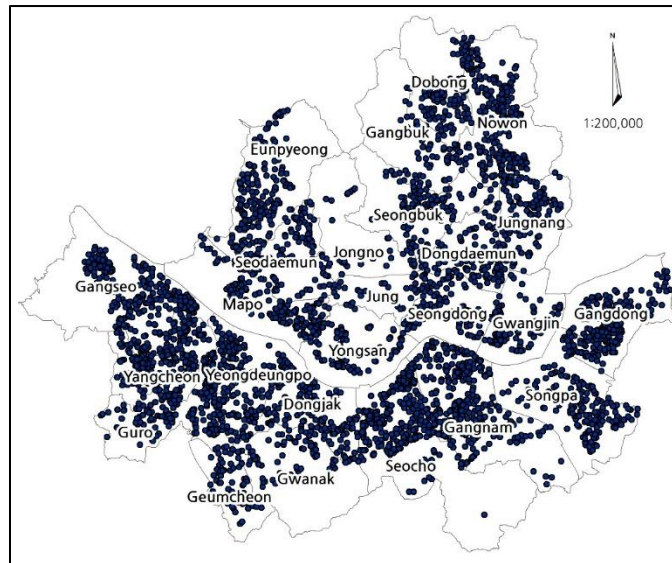 N
Dobong
1:200,000
Nowon
Gangbuk
Eunpyeong
Seongbuk
Jungnang
Jongno
Dongdaemun
Seodaemun
Gangseo
Mapo
Jung
Seongdong
Gwangjin
Gangdong
Yongsan
Yangcheon
Yeongdeungpo
Songpa
Dongjak
Guro
Gangnam
Seocho
Gwanak
Geumcheon